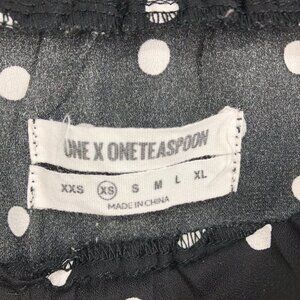 ONE X ONETEASPOON
XXS XS S M L XL
MADE IN CHINA